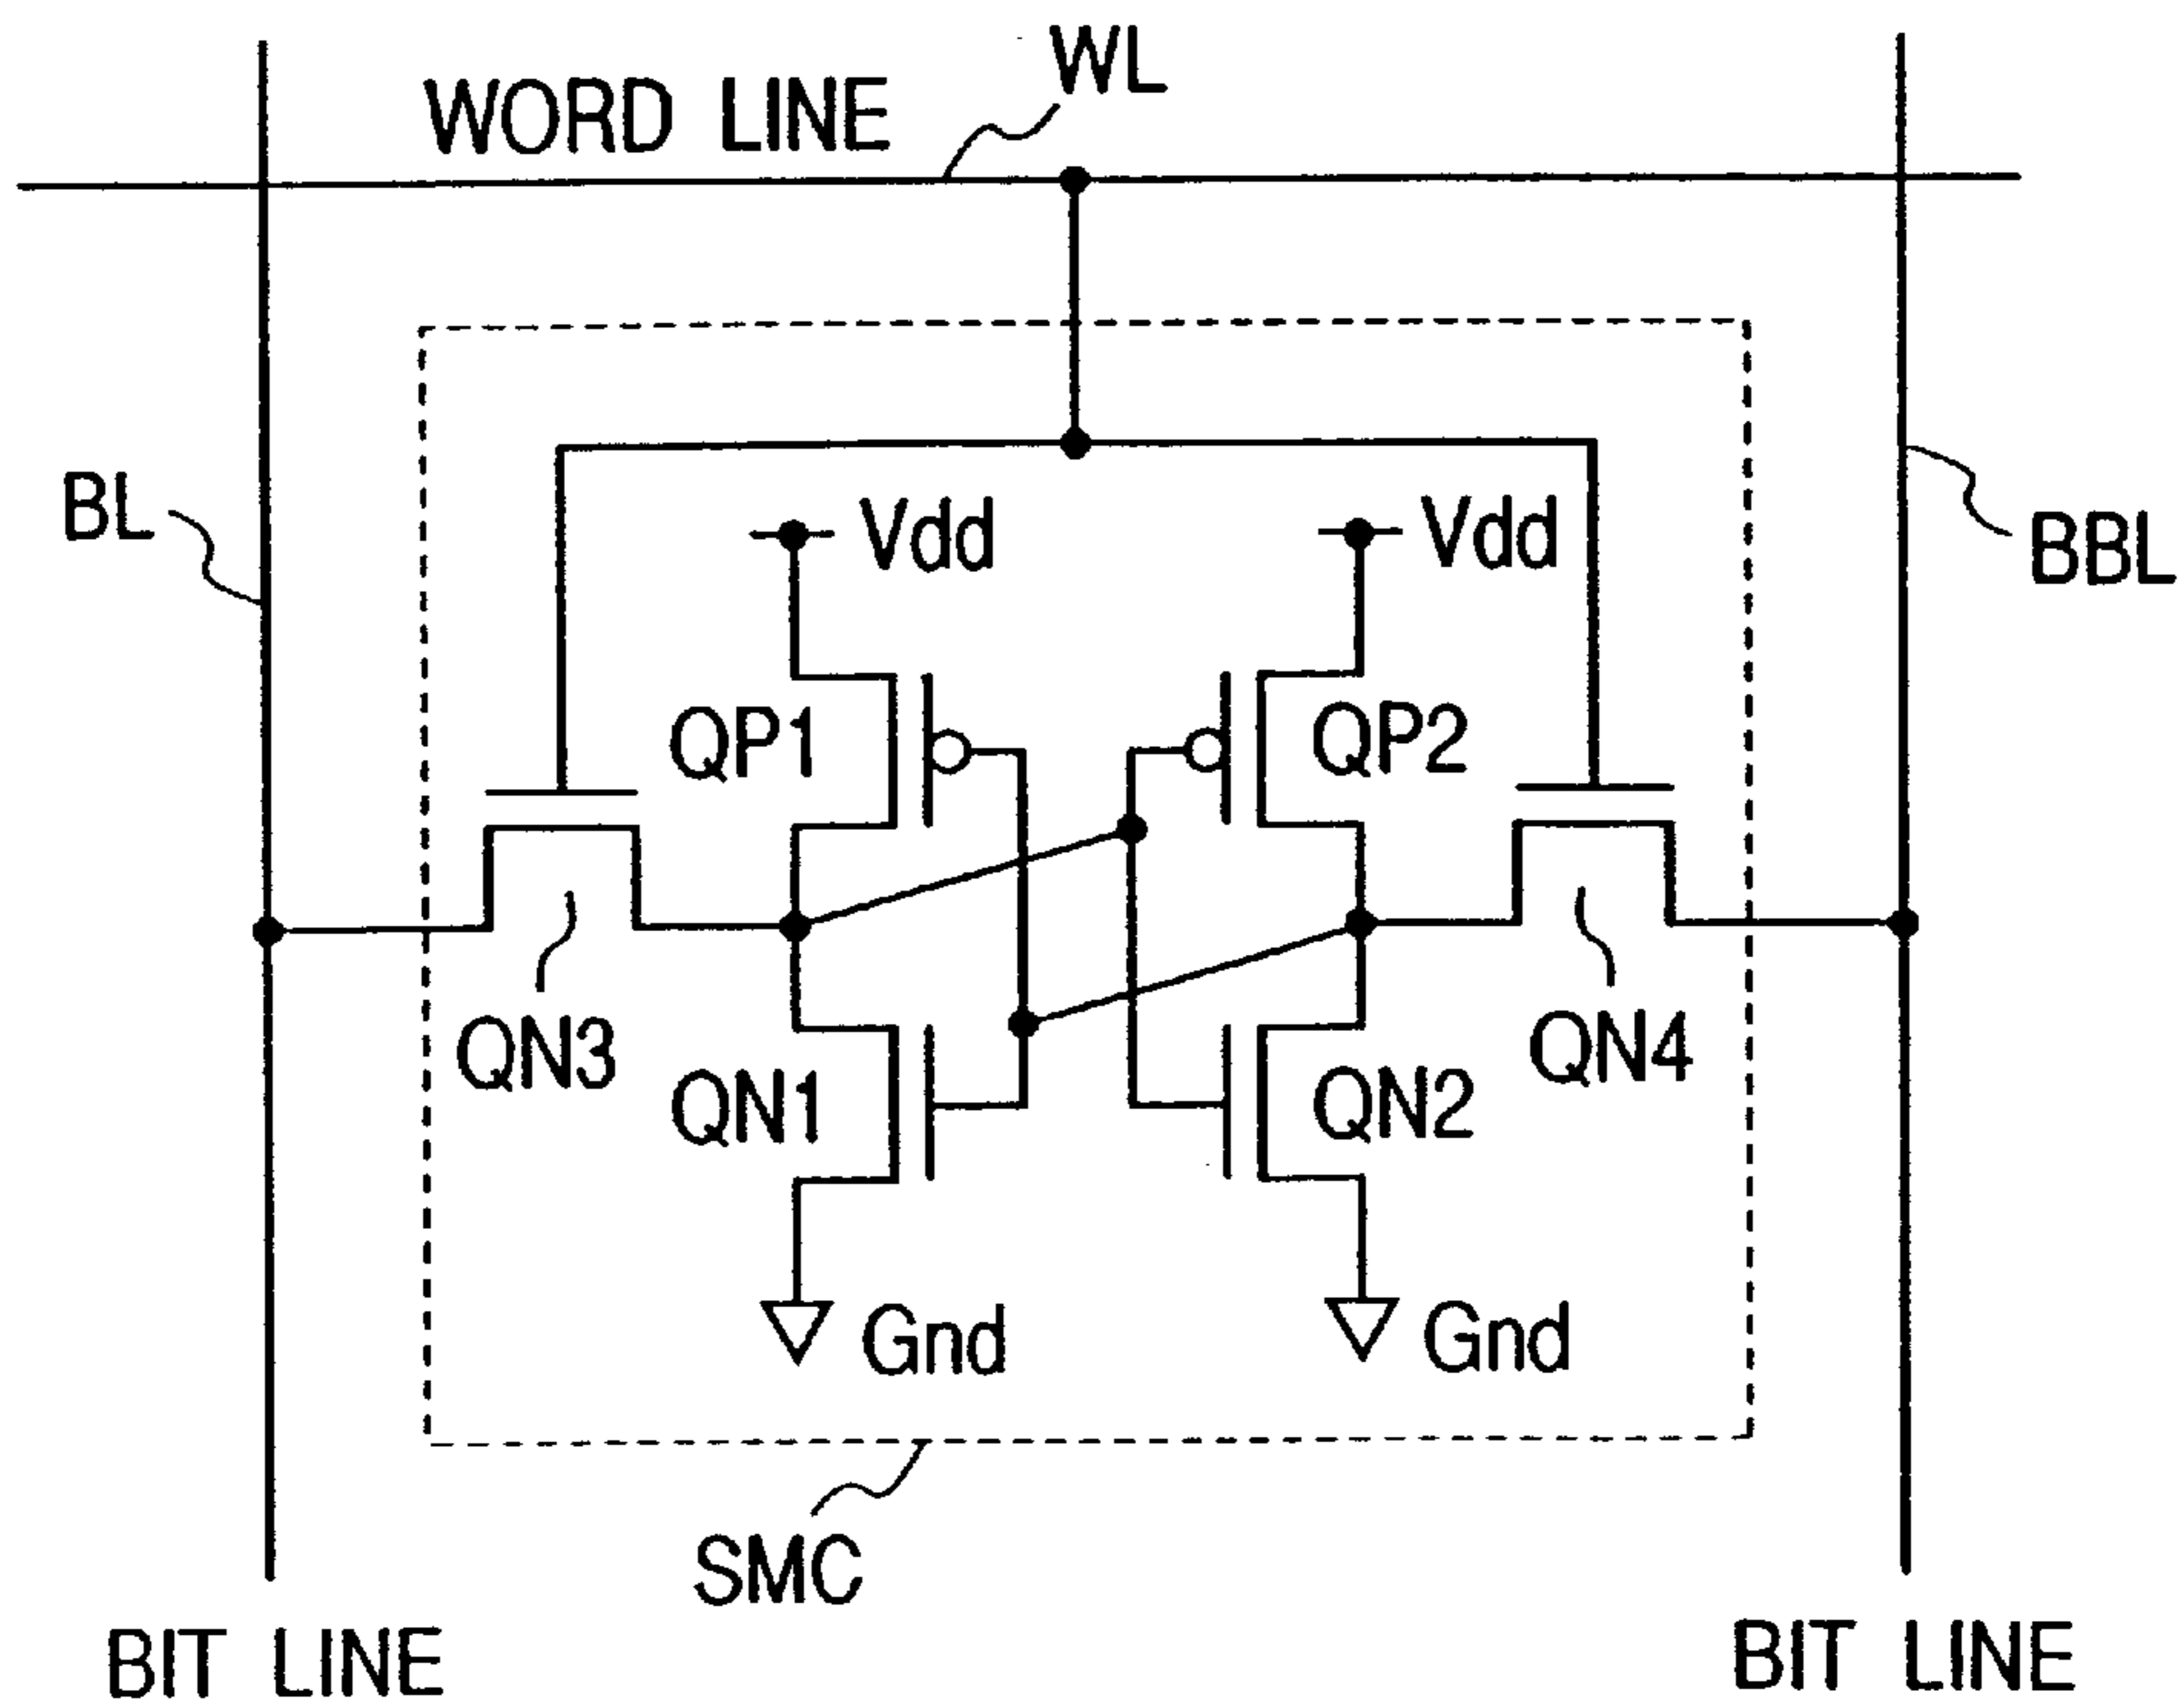 WL
WORD LINE
BL
Vdd
Vdd
BBL
QP1
QP2
QN3
QN1
QN2
QN4
Gnd
Gnd
SMC
BIT LINE
BIT LINE